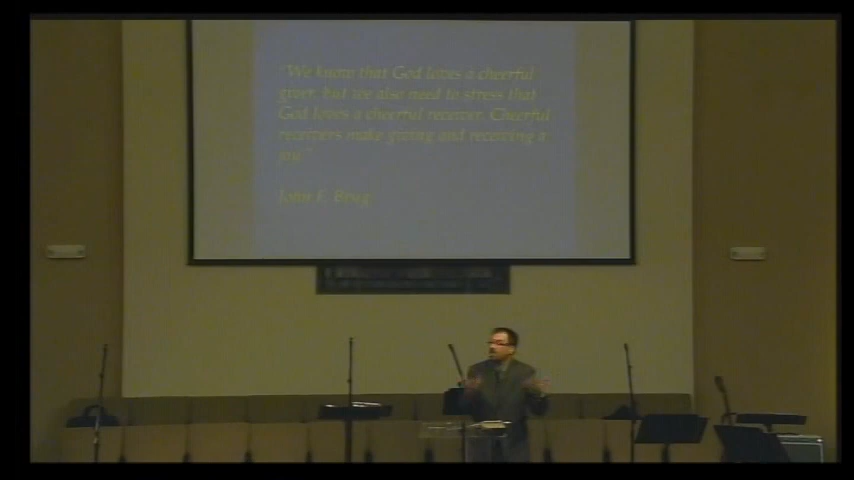 "We know that God loves a cheerful
giver, but we also need to stress that
God loves a cheerful receiver. Cheerful
receivers make giving and receiving a
joy"
John F. Brug